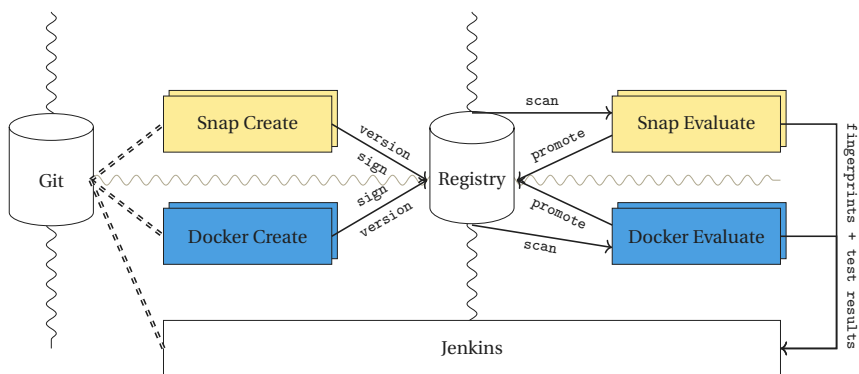 scan
Snap Create
version
Snap Evaluate
promote
sign
Git
Registry
sign
promote
Docker Create
version
Docker Evaluate
scan
fingerprints + test results
Jenkins